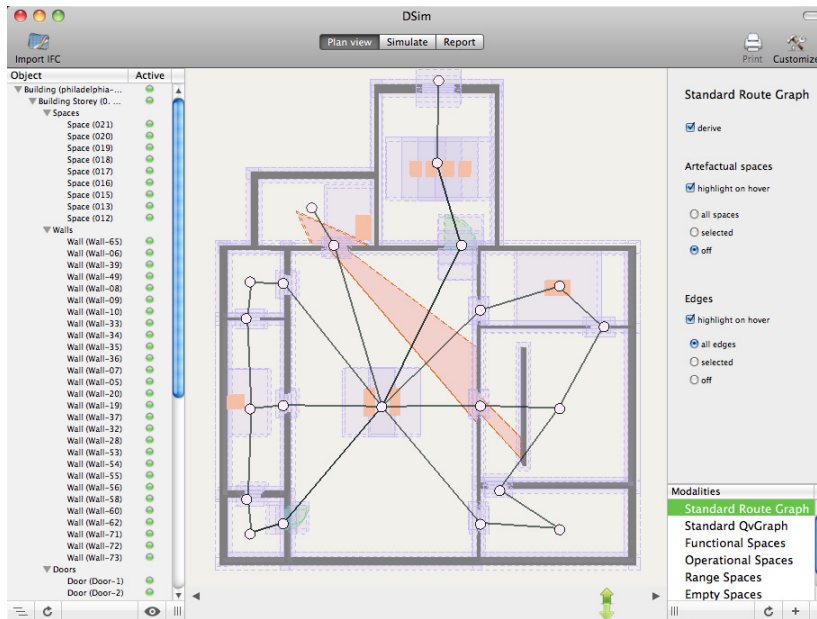 DSim
Import IFC
Plan view Simulate Report
Print Customize
Object Active
Building (philadelphia-...
Building Storey (0. ...
Spaces
Space (021)
Space (020)
Space (019)
Space (018)
Space (017)
Space (016)
Space (015)
Space (013)
Space (012)
Walls
Wall (Wall-65)
Wall (Wall-06)
Wall (Wall-39)
Wall (Wall-49)
Wall (Wall-08)
Wall (Wall-09)
Wall (Wall-10)
Wall (Wall-33)
Wall (Wall-34)
Wall (Wall-35)
Wall (Wall-36)
Wall (Wall-07)
Wall (Wall-05)
Wall (Wall-20)
Wall (Wall-19)
Wall (Wall-37)
Wall (Wall-32)
Wall (Wall-28)
Wall (Wall-53)
Wall (Wall-54)
Wall (Wall-55)
Wall (Wall-56)
Wall (Wall-58)
Wall (Wall-60)
Wall (Wall-62)
Wall (Wall-71)
Wall (Wall-72)
Wall (Wall-73)
Doors
Door (Door-1)
Door (Door-2)
Standard Route Graph
derive
Artefactual spaces
highlight on hover
all spaces
selected
off
Edges
highlight on hover
all edges
selected
off
Modalities
Standard Route Graph
Standard QvGraph
Functional Spaces
Operational Spaces
Range Spaces
Empty Spaces